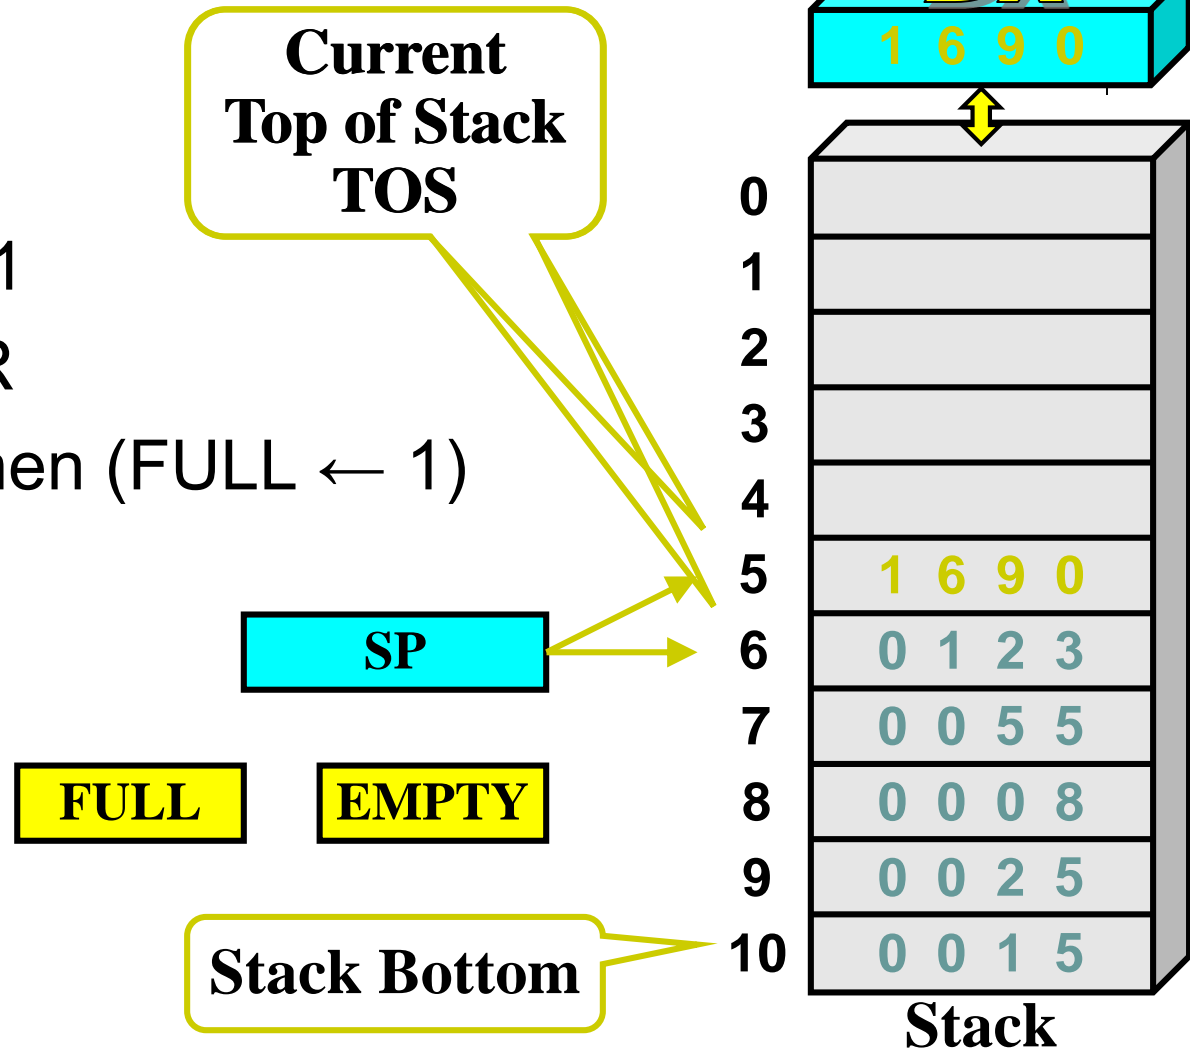 1 6 9 0
Current
Top of Stack
TOS
1
R
(FULL ← 1)
SP
FULL
EMPTY
Stack Bottom
0
1
2
3
4
5 1 6 9 0
6 0 1 2 3
7 0 0 5 5
8 0 0 0 8
9 0 0 2 5
10 0 0 1 5
Stack